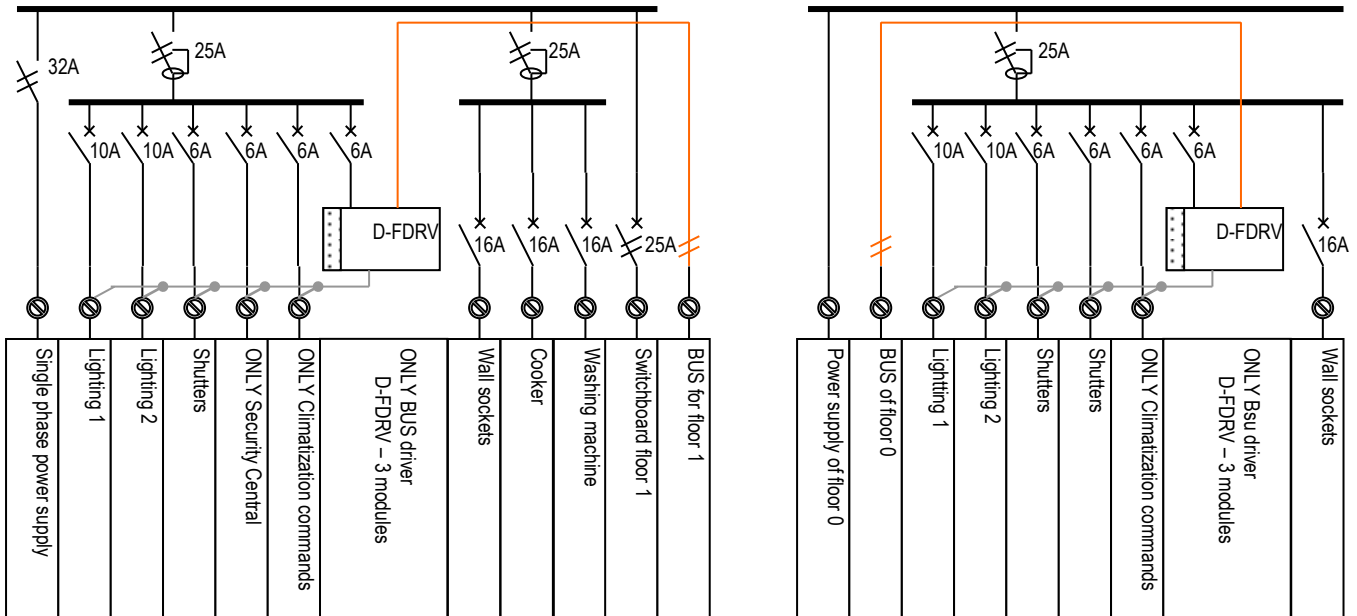 25A
25A
25A
32A
10A
10A
6A
6A
6A
6A
10A
10A
6A
6A
6A
6A
D-FDRV
D-FDRV
16A
16A
16A
25A
16A
Single phase power supply
Lighting 1
Lighting 2
Shutters
ONLY Security Central
ONLY Climatization commands
ONLY BUS driver
D-FDRV – 3 modules
Wall sockets
Cooker
Washing machine
Switchboard floor 1
BUS for floor 1
Power supply of floor 0
BUS of floor 0
Lightting 1
Lighting 2
Shutters
Shutters
ONLY Climatization commands
ONLY Bsu driver
D-FDRV – 3 modules
Wall sockets